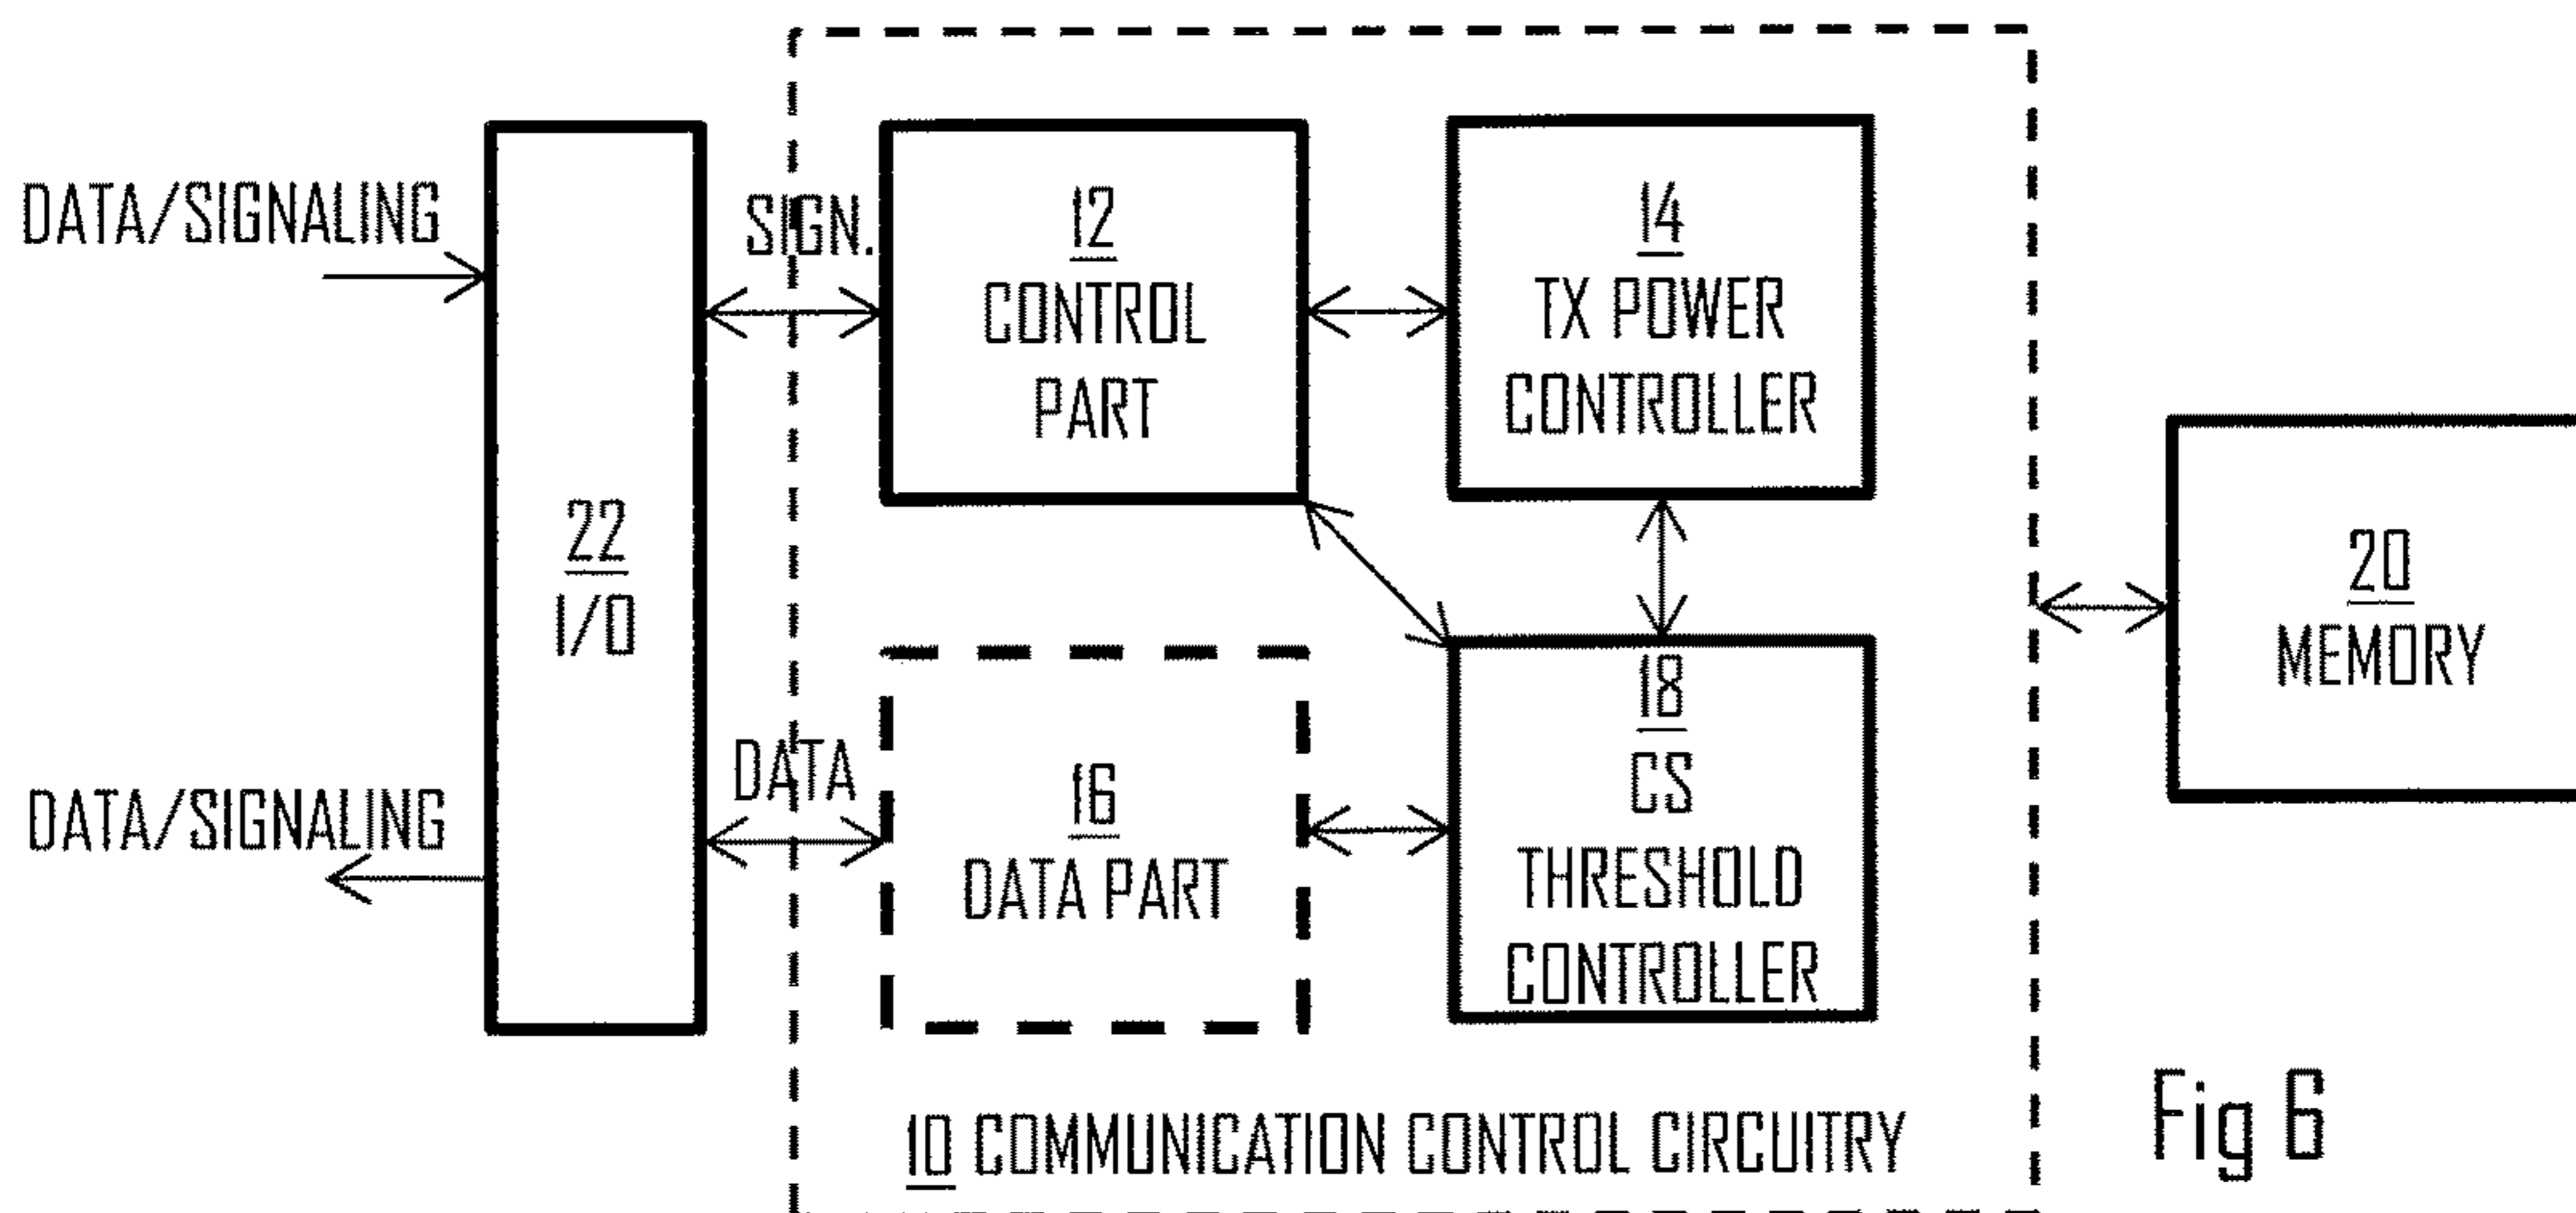 DATA/SIGNALING
SIGN.
12
CONTROL
PART
14
TX POWER
CONTROLLER
22
I/O
20
MEMORY
DATA/SIGNALING
DATA
16
DATA PART
18
CS
THRESHOLD
CONTROLLER
10 COMMUNICATION CONTROL CIRCUITRY
Fig 6